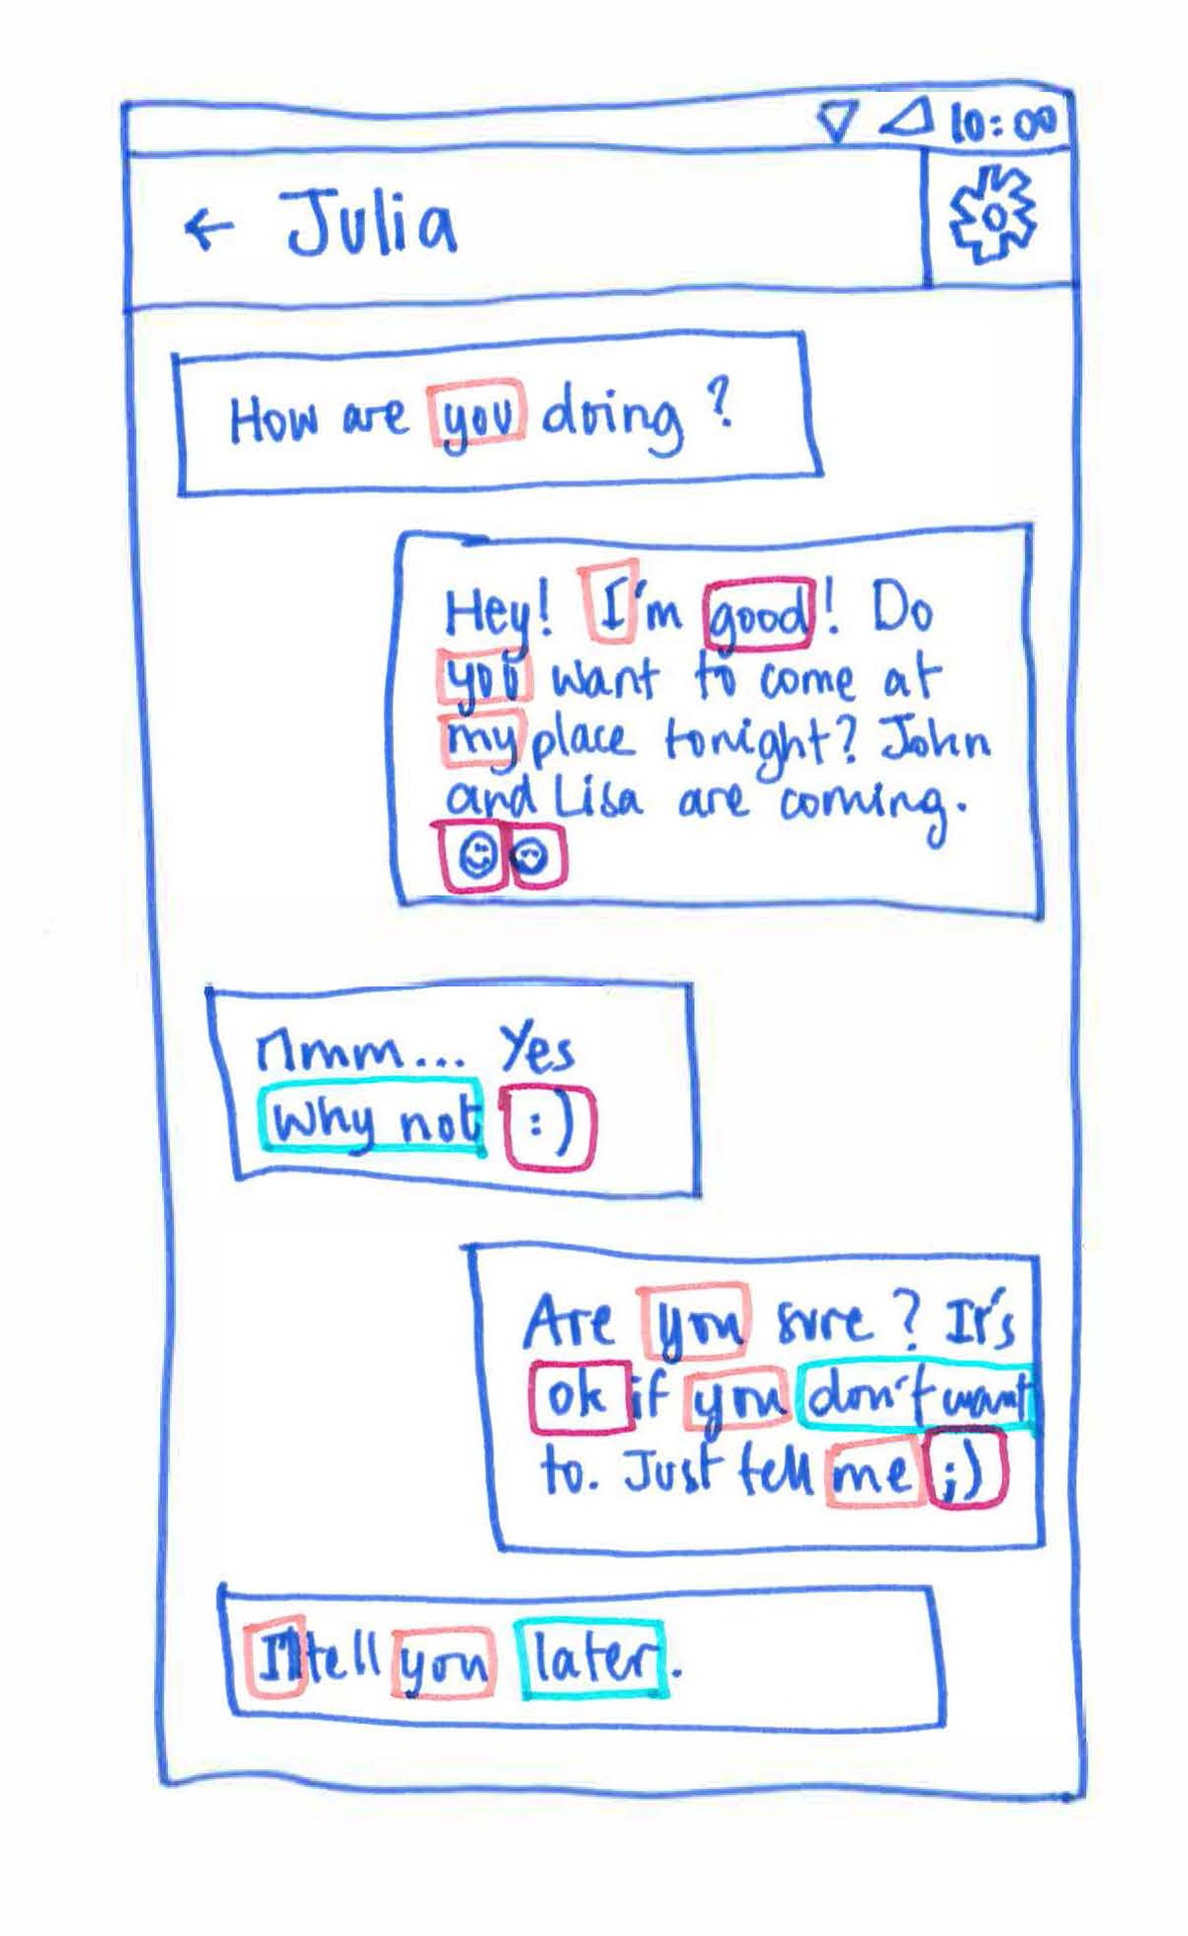 10:00
← Julia
How are you doing ?
Hey! I'm good! Do
you want to come at
my place tonight? John
and Lisa are coming.
Mmm... Yes
Why not :)
Are you sure? It's
ok if you don't want
to. Just tell me ;)
I'll tell you later.